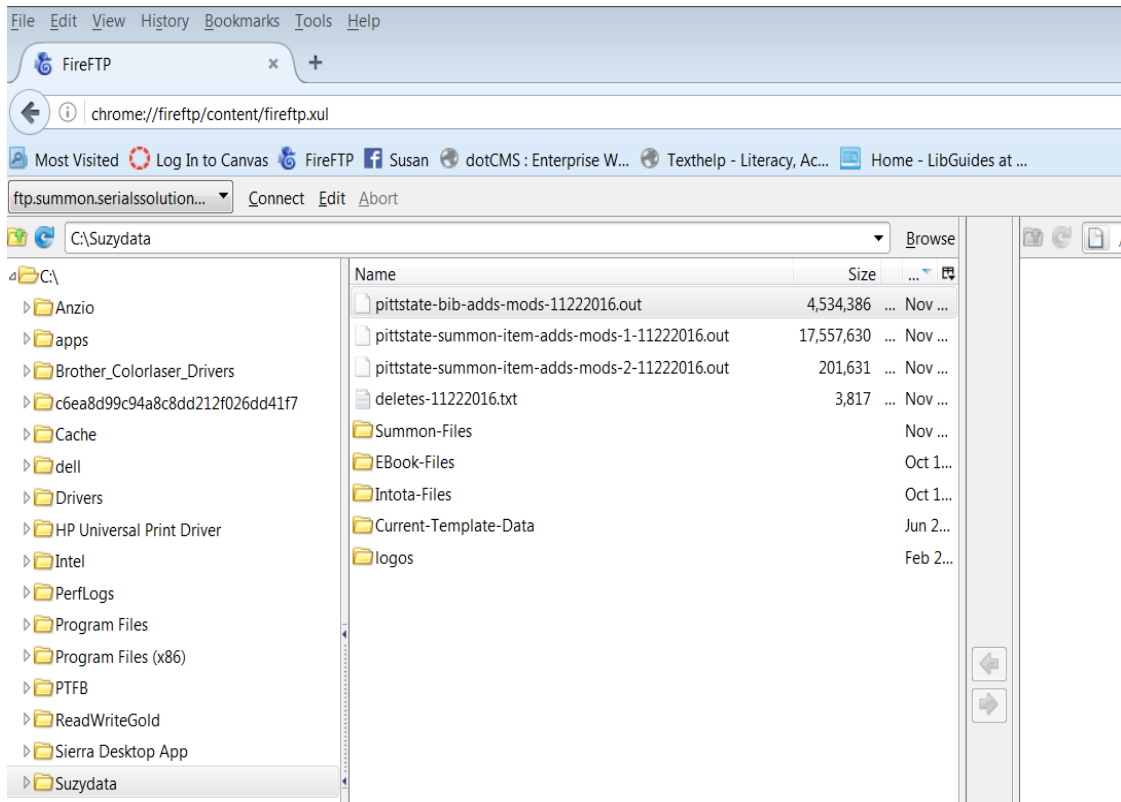 File Edit View History Bookmarks Tools Help
FireFTP × +
chrome://fireftp/content/fireftp.xul
Most Visited Log In to Canvas FireFTP Susan dotCMS : Enterprise W... Texthelp - Literacy, Ac... Home - LibGuides at ...
ftp.summon.serialssolution... Connect Edit Abort
C:\Suzydata Browse
C:\
Anzio
apps
Brother_Colorlaser_Drivers
c6ea8d99c94a8c8dd212f026dd41f7
Cache
dell
Drivers
HP Universal Print Driver
Intel
PerfLogs
Program Files
Program Files (x86)
PTFB
ReadWriteGold
Sierra Desktop App
Suzydata
Name Size ...
pittstate-bib-adds-mods-11222016.out 4,534,386 ... Nov ...
pittstate-summon-item-adds-mods-1-11222016.out 17,557,630 ... Nov ...
pittstate-summon-item-adds-mods-2-11222016.out 201,631 ... Nov ...
deletes-11222016.txt 3,817 ... Nov ...
Summon-Files Nov ...
EBook-Files Oct 1...
Intota-Files Oct 1...
Current-Template-Data Jun 2...
logos Feb 2...